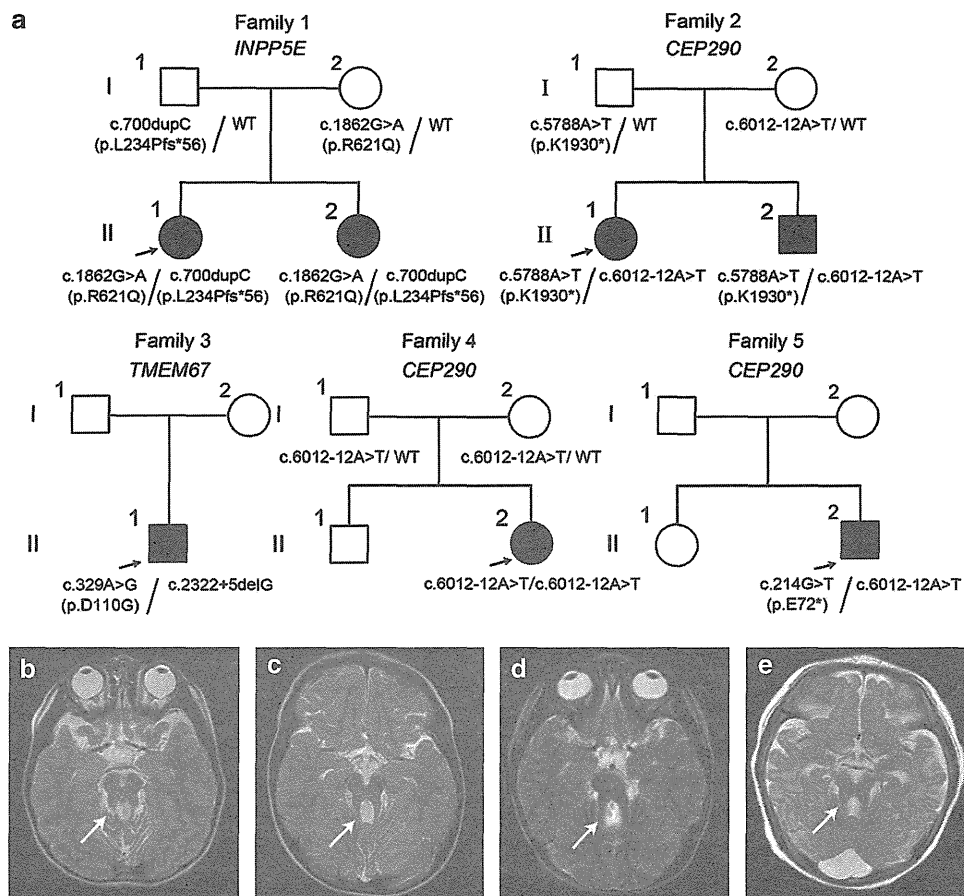 a
Family 1
INPP5E
Family 2
CEP290
I
1
2
c.700dupC / WT
(p.L234Pfs*56)
c.1862G>A / WT
(p.R621Q)
I
1
2
c.5788A>T / WT
(p.K1930*)
c.6012-12A>T/ WT
II
1
2
c.1862G>A / c.700dupC
(p.R621Q) (p.L234Pfs*56)
c.1862G>A / c.700dupC
(p.R621Q) (p.L234Pfs*56)
II
1
2
c.5788A>T / c.6012-12A>T
(p.K1930*)
c.5788A>T / c.6012-12A>T
(p.K1930*)
Family 3
TMEM67
Family 4
CEP290
Family 5
CEP290
I
1
2
I
1
2
c.6012-12A>T/ WT
c.6012-12A>T/ WT
I
1
2
II
1
c.329A>G / c.2322+5delG
(p.D110G)
II
1
2
c.6012-12A>T/c.6012-12A>T
II
1
2
c.214G>T / c.6012-12A>T
(p.E72*)
b
c
d
e